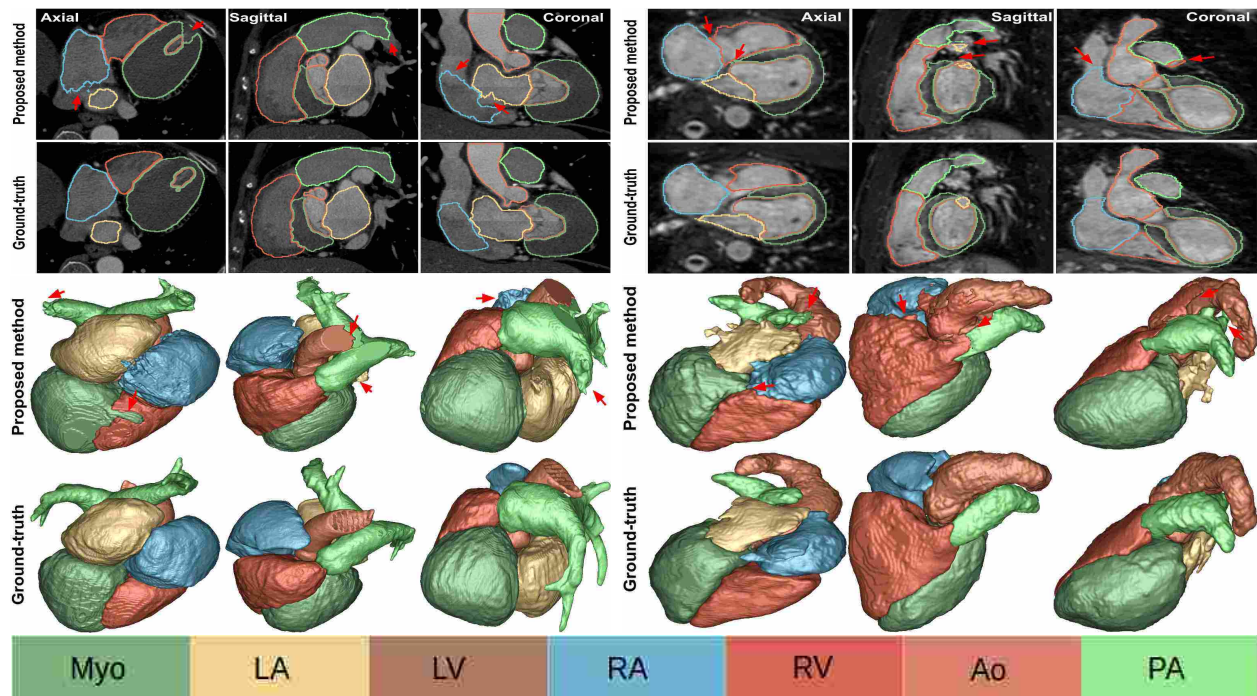 Axial Sagittal Coronal
Proposed method
Ground-truth
Proposed method
Ground-truth
Axial Sagittal Coronal
Proposed method
Ground-truth
Proposed method
Ground-truth
Myo LA LV RA RV Ao PA